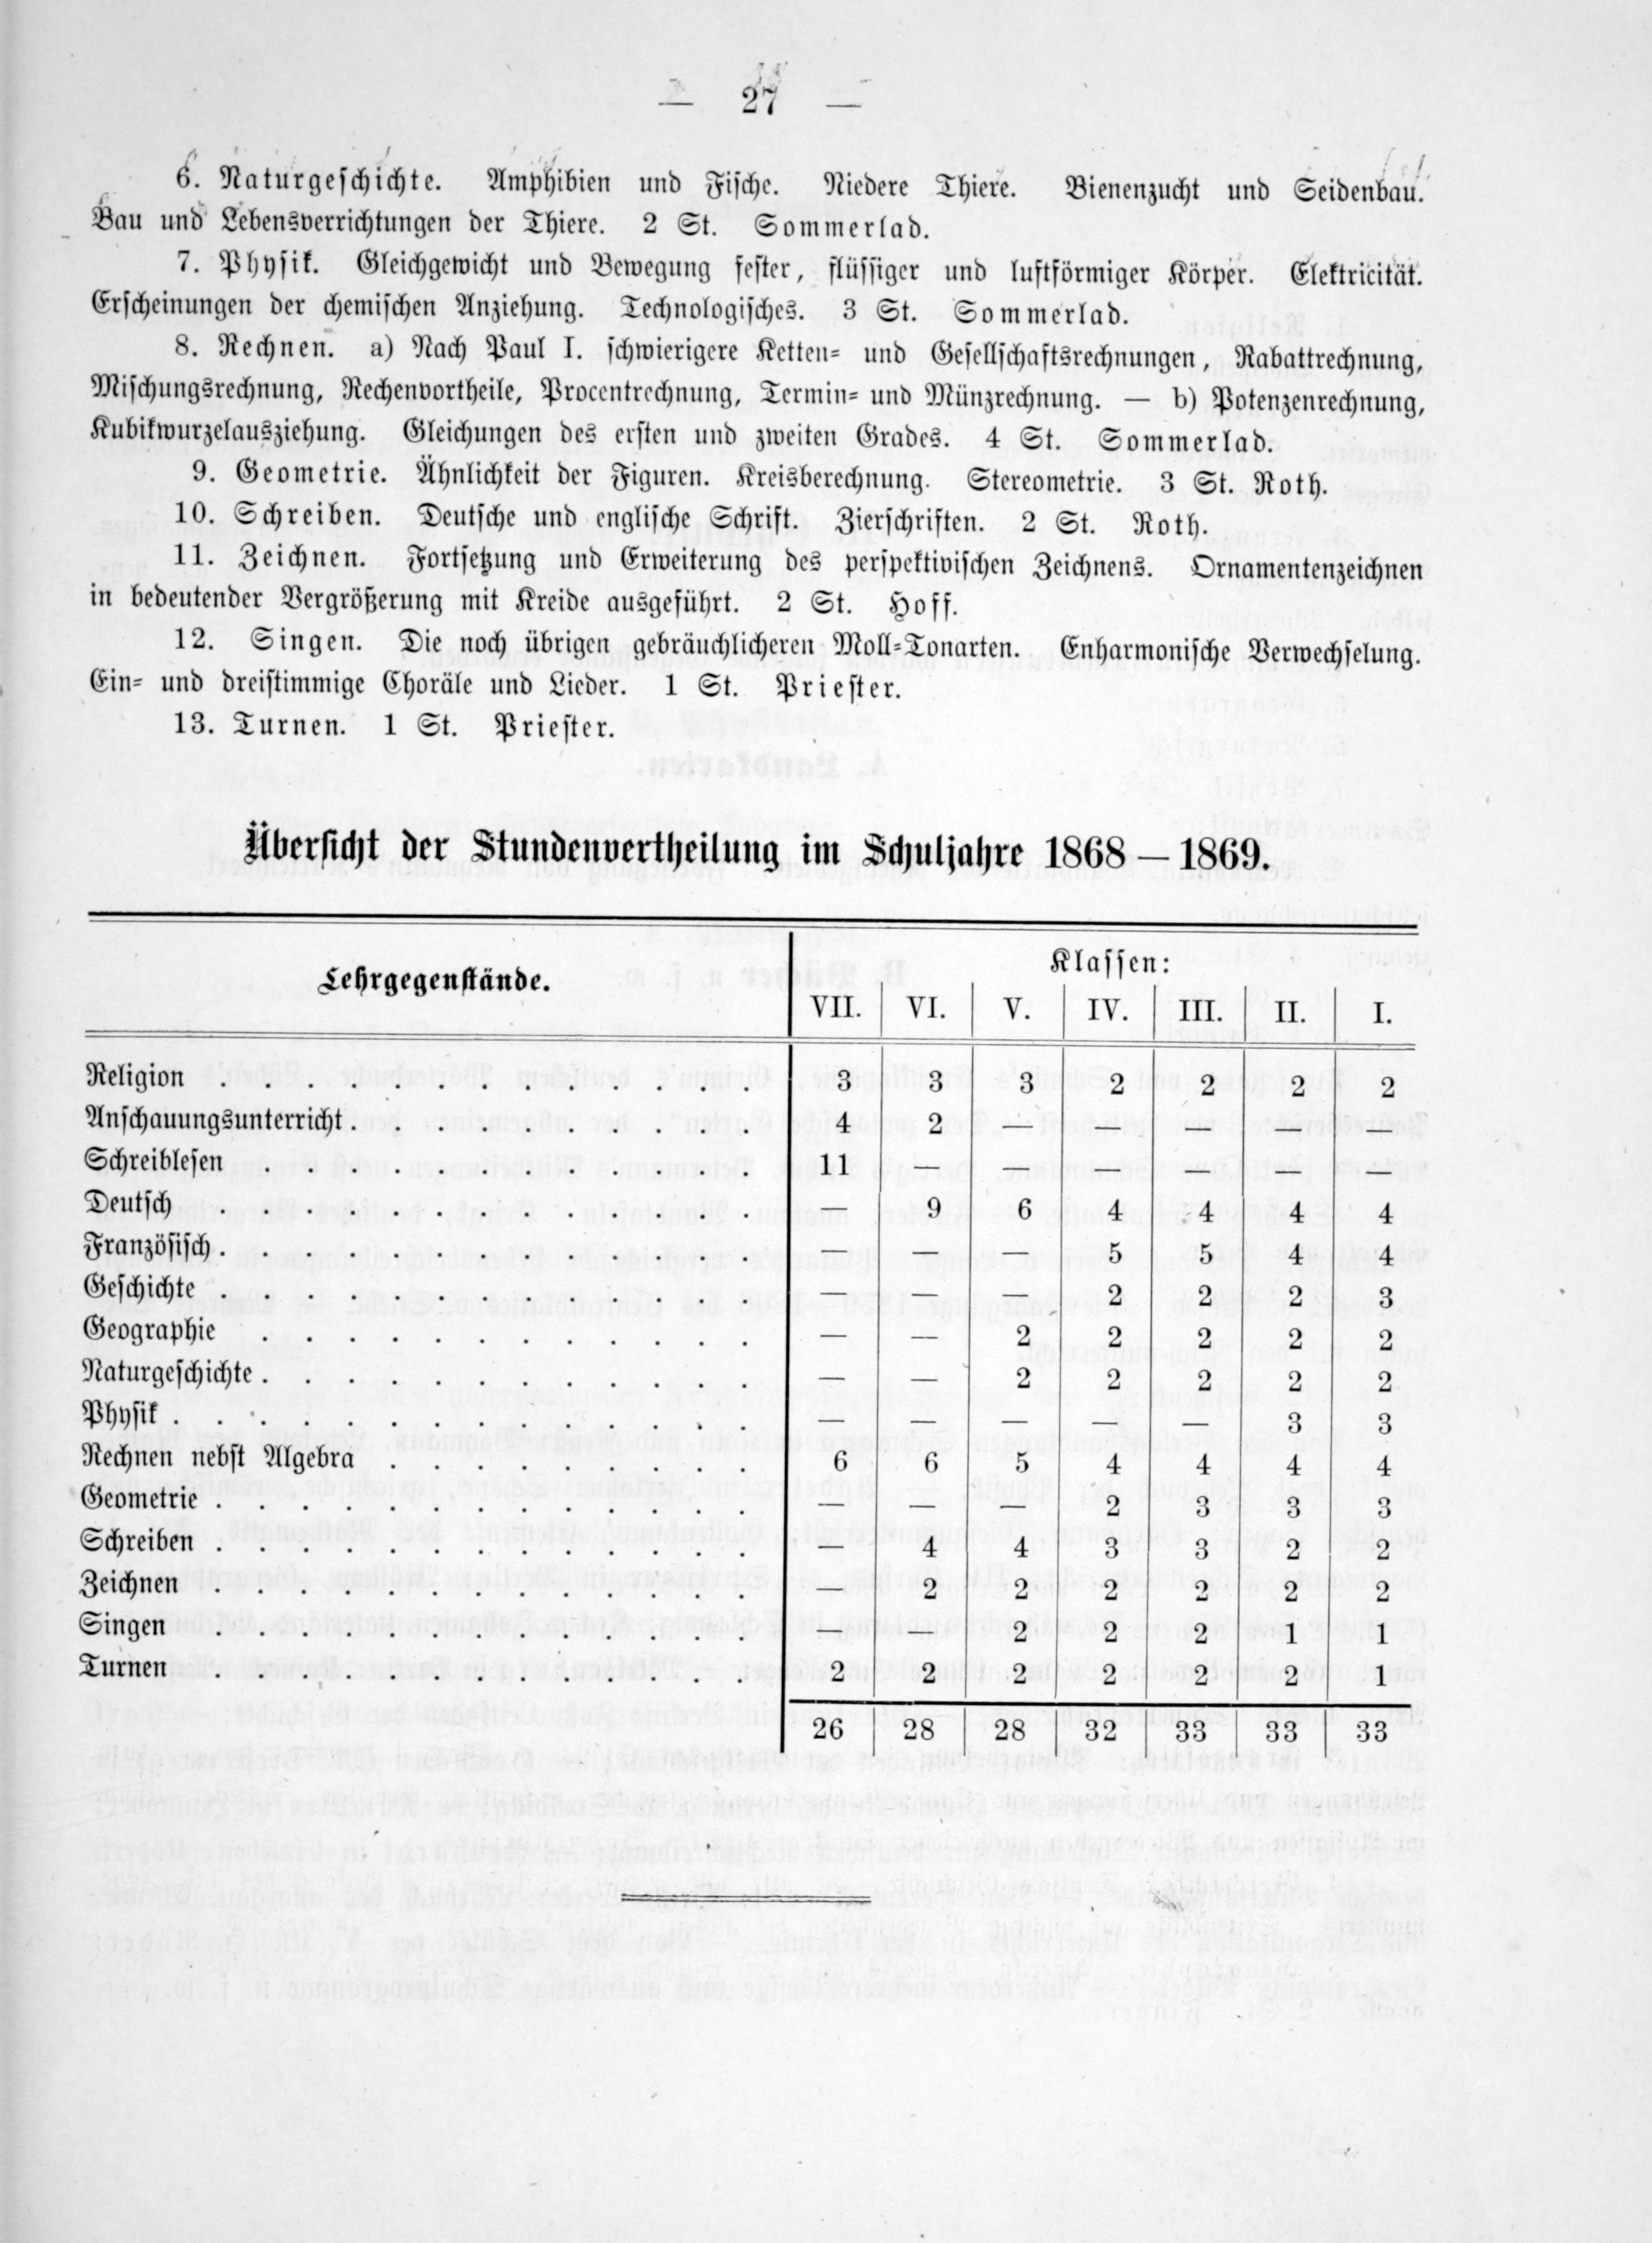 — 27 —
6. Naturgeschichte. Amphibien und Fische. Niedere Thiere. Bienenzucht und Seidenbau.
Bau und Lebensverrichtungen der Thiere. 2 St. Sommerlad.
7. Physik. Gleichgewicht und Bewegung fester, flüssiger und luftförmiger Körper. Elektricität.
Erscheinungen der chemischen Anziehung. Technologisches. 3 St. Sommerlad.
8. Rechnen. a) Nach Paul I. schwierigere Ketten- und Gesellschaftsrechnungen, Rabattrechnung,
Mischungsrechnung, Rechenvortheile, Procentrechnung, Termin- und Münzrechnung. — b) Potenzenrechnung,
Kubikwurzelausziehung. Gleichungen des ersten und zweiten Grades. 4 St. Sommerlad.
9. Geometrie. Ähnlichkeit der Figuren. Kreisberechnung. Stereometrie. 3 St. Roth.
10. Schreiben. Deutsche und englische Schrift. Zierschriften. 2 St. Roth.
11. Zeichnen. Fortsetzung und Erweiterung des perspektivischen Zeichnens. Ornamentenzeichnen
in bedeutender Vergrößerung mit Kreide ausgeführt. 2 St. Hoff.
12. Singen. Die noch übrigen gebräuchlicheren Moll-Tonarten. Enharmonische Verwechselung.
Ein- und dreistimmige Choräle und Lieder. 1 St. Priester.
13. Turnen. 1 St. Priester.
Übersicht der Stundenvertheilung im Schuljahre 1868 — 1869.
Lehrgegenstände. Klassen:
VII. VI. V. IV. III. II. I.
Religion . . . . . . . . . . . . . 3 3 3 2 2 2 2
Anschauungsunterricht . . . . . . . . . . 4 2 — — — — —
Schreiblesen . . . . . . . . . . . . . 11 — — — — — —
Deutsch . . . . . . . . . . . . . — 9 6 4 4 4 4
Französisch . . . . . . . . . . . . . — — — 5 5 4 4
Geschichte . . . . . . . . . . . . . — — — 2 2 2 3
Geographie . . . . . . . . . . . . — — 2 2 2 2 2
Naturgeschichte . . . . . . . . . . . . — — 2 2 2 2 2
Physik . . . . . . . . . . . . . . — — — — — 3 3
Rechnen nebst Algebra . . . . . . . . . 6 6 5 4 4 4 4
Geometrie . . . . . . . . . . . . . — — — 2 3 3 3
Schreiben . . . . . . . . . . . . . — 4 4 3 3 2 2
Zeichnen . . . . . . . . . . . . . — 2 2 2 2 2 2
Singen . . . . . . . . . . . . . — — 2 2 2 1 1
Turnen . . . . . . . . . . . . . 2 2 2 2 2 2 1
26 28 28 32 33 33 33